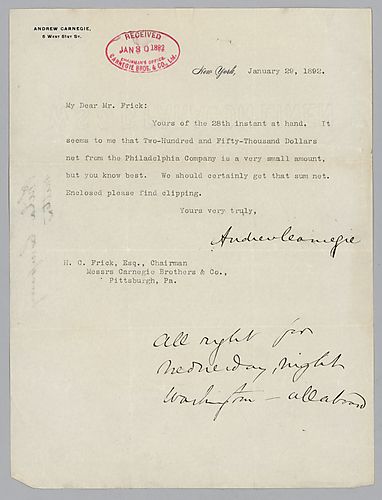 ANDREW CARNEGIE,
5 WEST 51ST ST.
RECEIVED
JAN 30 1892
CHAIRMAN'S OFFICE.
CARNEGIE, BROS. & CO., Ld.
New York, January 29, 1892.
My Dear Mr. Frick:
Yours of the 28th instant at hand. It
seems to me that Two-Hundred and Fifty-Thousand Dollars
net from the Philadelphia Company is a very small amount,
but you know best. We should certainly get that sum net.
Enclosed please find clipping.
Yours very truly,
Andrew Carnegie
H. C. Frick, Esq., Chairman
Messrs Carnegie Brothers & Co.,
Pittsburgh, Pa.
All right for
Wednesday, night
Washington - all aboard